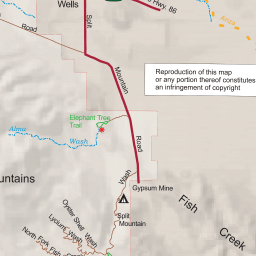 Wells
Hwy. 86
Split
Road
Mountain
Reproduction of this map
or any portion thereof constitutes
an infringement of copyright
Elephant Tree
Trail
Alma
Wash
Road
Wash
Gypsum Mine
untains
Fish
Creek
Split
Mountain
Oyster Shell Wash
Lycium Wash
North Fork Fish